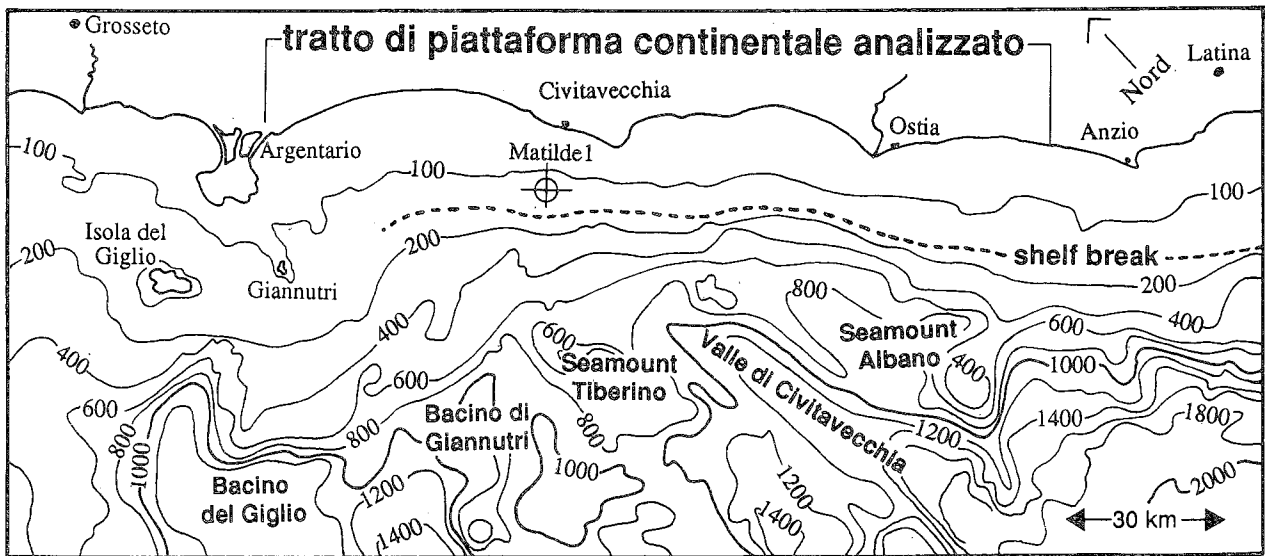 Grosseto
tratto di piattaforma continentale analizzato
Nord
Latina
Civitavecchia
Ostia
Anzio
Argentario
Matilde1
100
100
100
Isola del
Giglio
Giannutri
200
200
shelf break
200
400
400
600
800
Seamount
Albano
400
600
400
600
Seamount
Tiberino
Valle di Civitavecchia
1000
600
800
1000
800
Bacino di
Giannutri
800
1000
1200
1400
1800
Bacino
del Giglio
1200
1400
1200
1400
2000
30 km